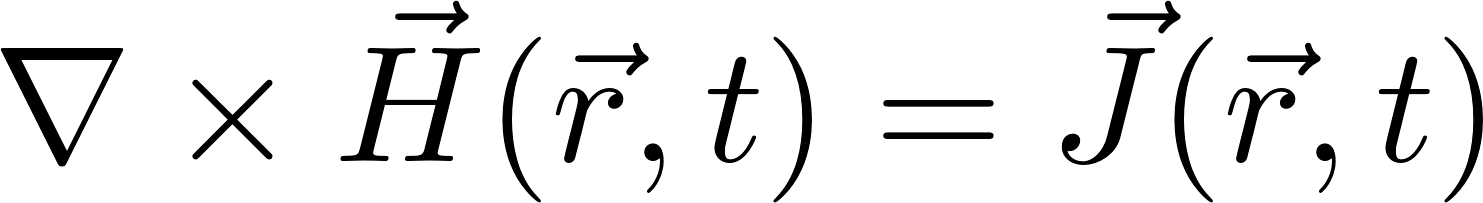 ∇ × H⃗(r⃗, t) = J⃗(r⃗, t)